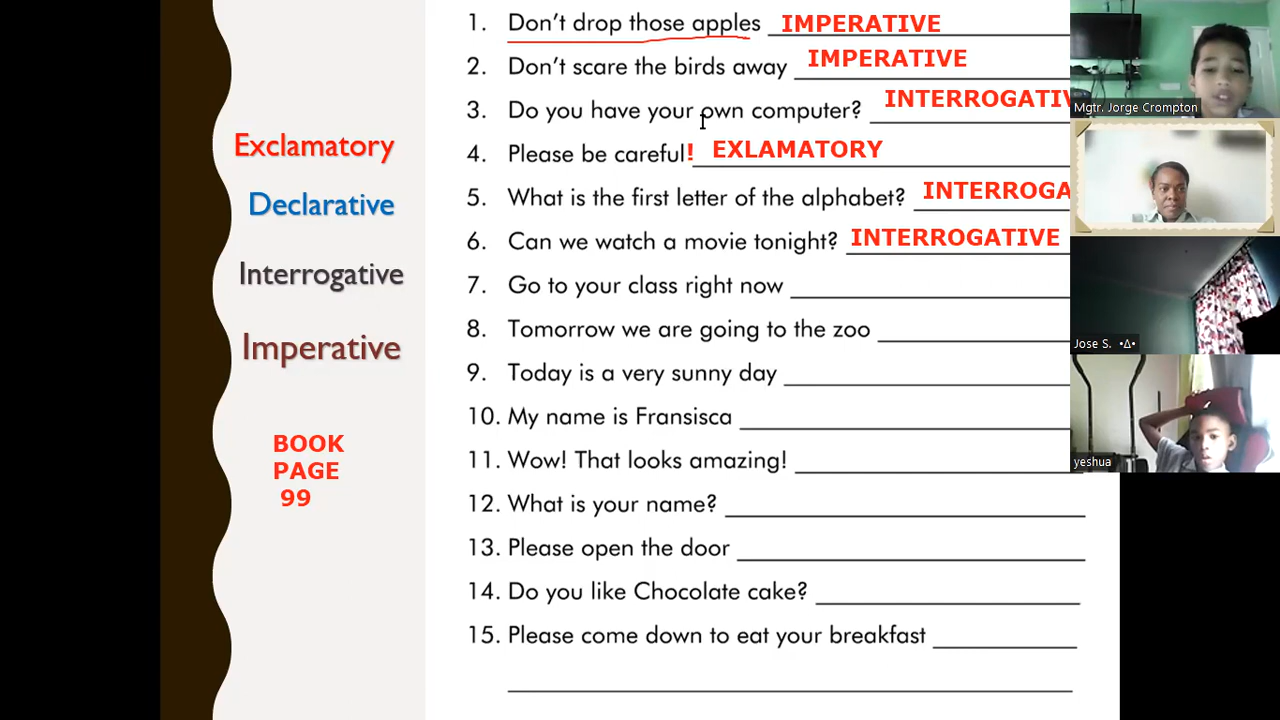 Exclamatory
Declarative
Interrogative
Imperative
BOOK
PAGE
99
1. Don't drop those apples IMPERATIVE
2. Don't scare the birds away IMPERATIVE
3. Do you have your own computer? INTERROGATIV
4. Please be careful! EXLAMATORY
5. What is the first letter of the alphabet? INTERROGA
6. Can we watch a movie tonight? INTERROGATIVE
7. Go to your class right now
8. Tomorrow we are going to the zoo
9. Today is a very sunny day
10. My name is Fransisca
11. Wow! That looks amazing!
12. What is your name?
13. Please open the door
14. Do you like Chocolate cake?
15. Please come down to eat your breakfast
Mgtr. Jorge Crompton
Jose S. •Δ•
yeshua